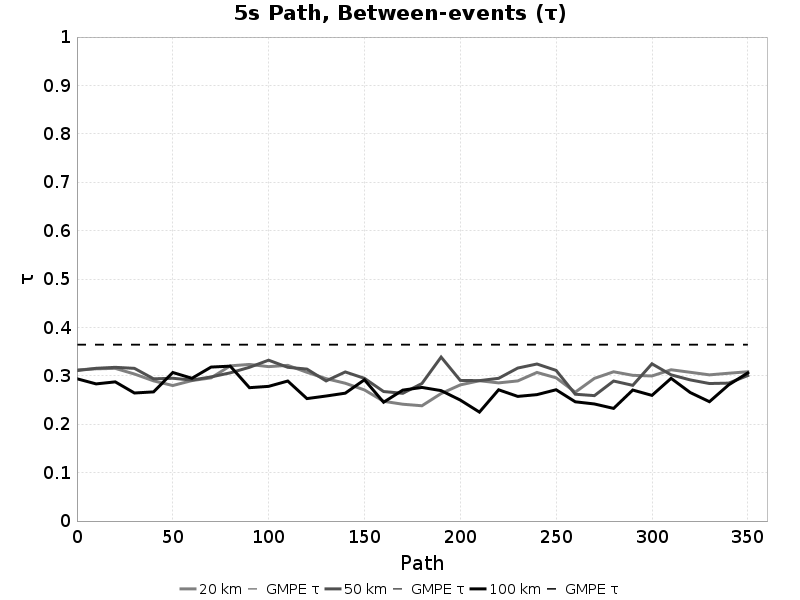 5s Path, Between-events (τ)
1
0.9
0.8
0.7
0.6
τ
0.5
0.4
0.3
0.2
0.1
0
0 50 100 150 200 250 300 350
Path
20 km GMPE τ 50 km GMPE τ 100 km GMPE τ